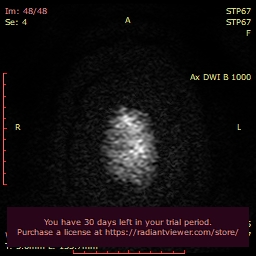 Im: 48/48
Se: 4
A
STP67
STP67
F
Ax DWI B 1000
R
L
You have 30 days left in your trial period.
Purchase a license at https://radiantviewer.com/store/